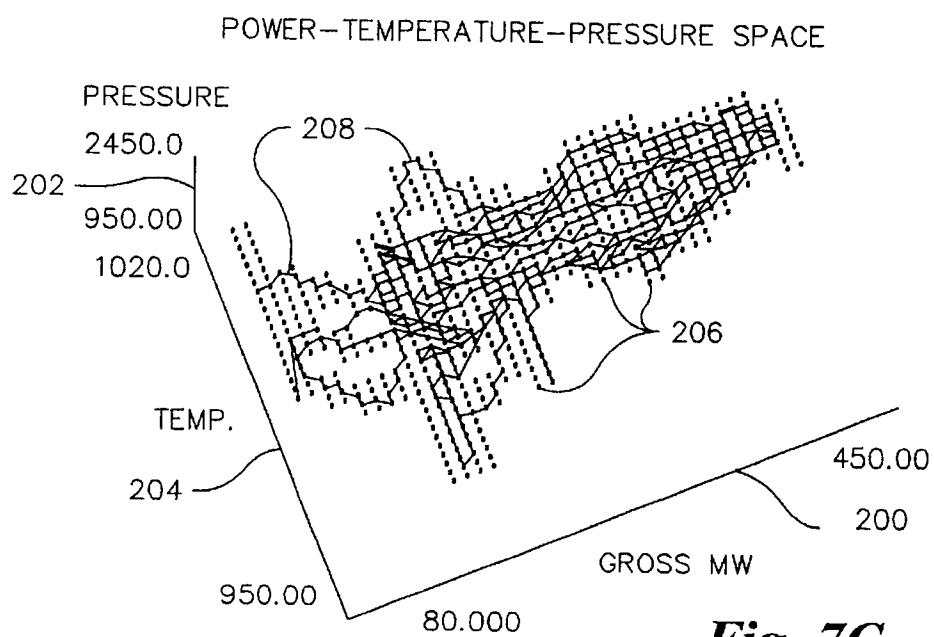 POWER-TEMPERATURE-PRESSURE SPACE
PRESSURE
2450.0
208
202
950.00
1020.0
206
TEMP.
204
450.00
200
GROSS MW
950.00
80.000
Fig. 7C